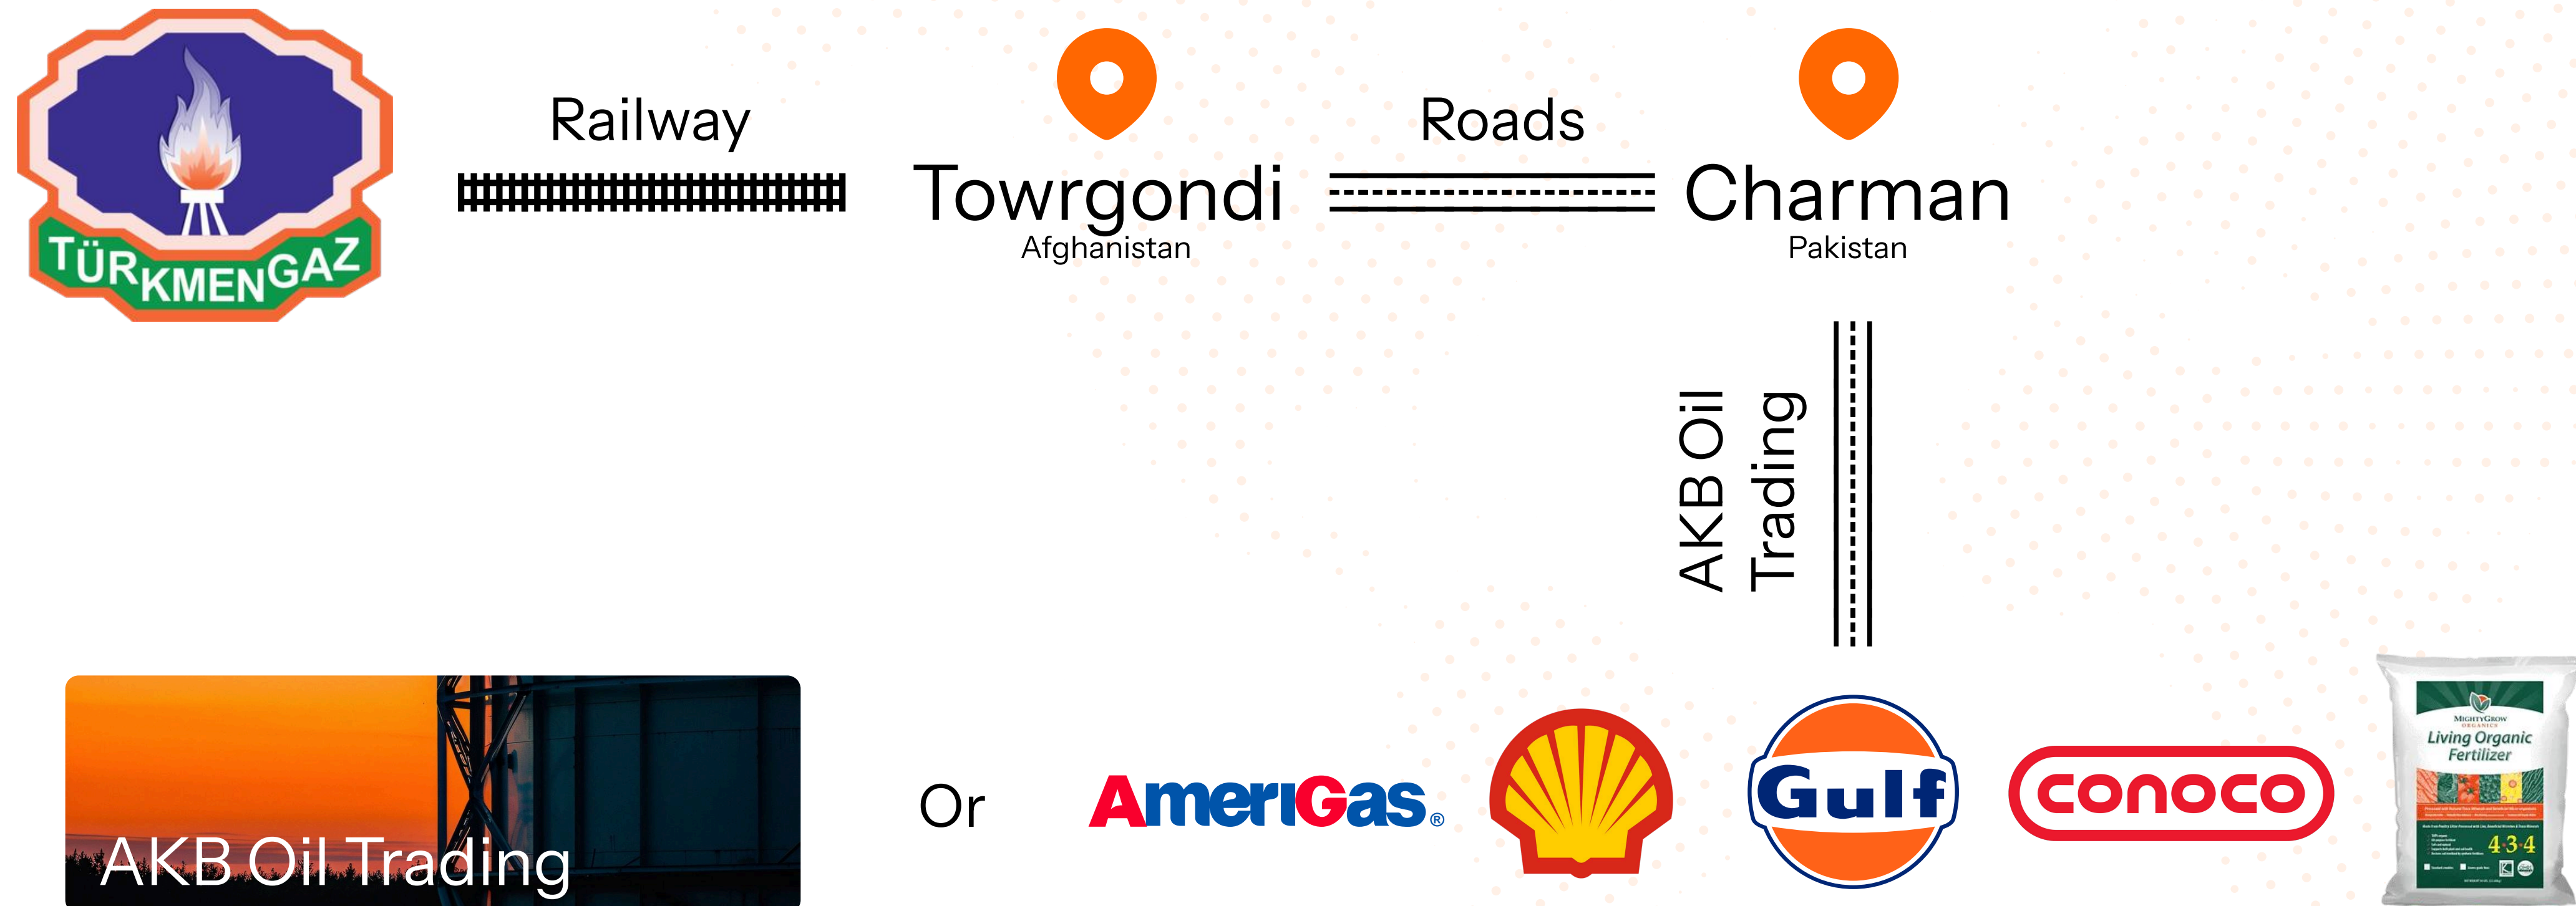 TÜRKMENGAZ
Railway
Towrgondi
Afghanistan
Roads
Charman
Pakistan
AKB Oil
Trading
AKB Oil Trading
Or
AmeriGas®
Gulf
conoco
MIGHTYGROW
ORGANICS
Living Organic
Fertilizer
4·3·4